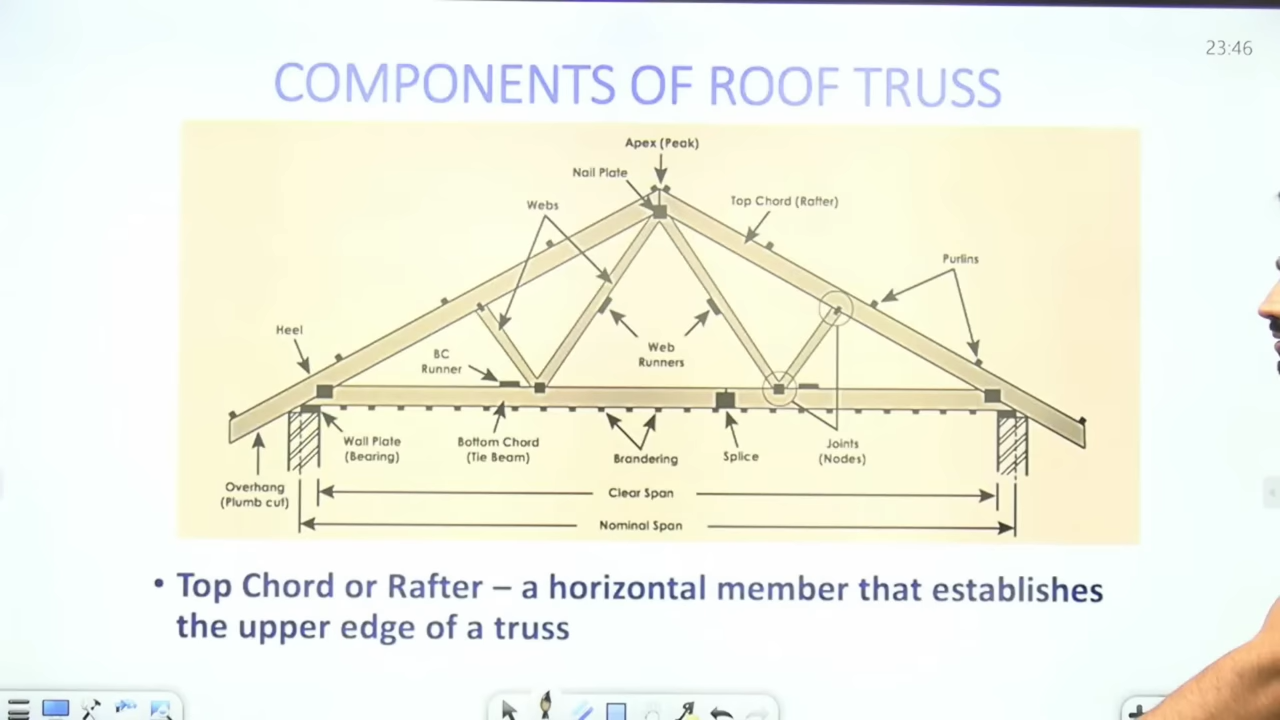 23:46
COMPONENTS OF ROOF TRUSS
Apex (Peak)
Nail Plate
Webs
Top Chord (Rafter)
Purlins
Heel
BC
Runner
Web
Runners
Wall Plate
(Bearing)
Bottom Chord
(Tie Beam)
Brandering
Splice
Joints
(Nodes)
Overhang
(Plumb cut)
Clear Span
Nominal Span
• Top Chord or Rafter – a horizontal member that establishes
the upper edge of a truss